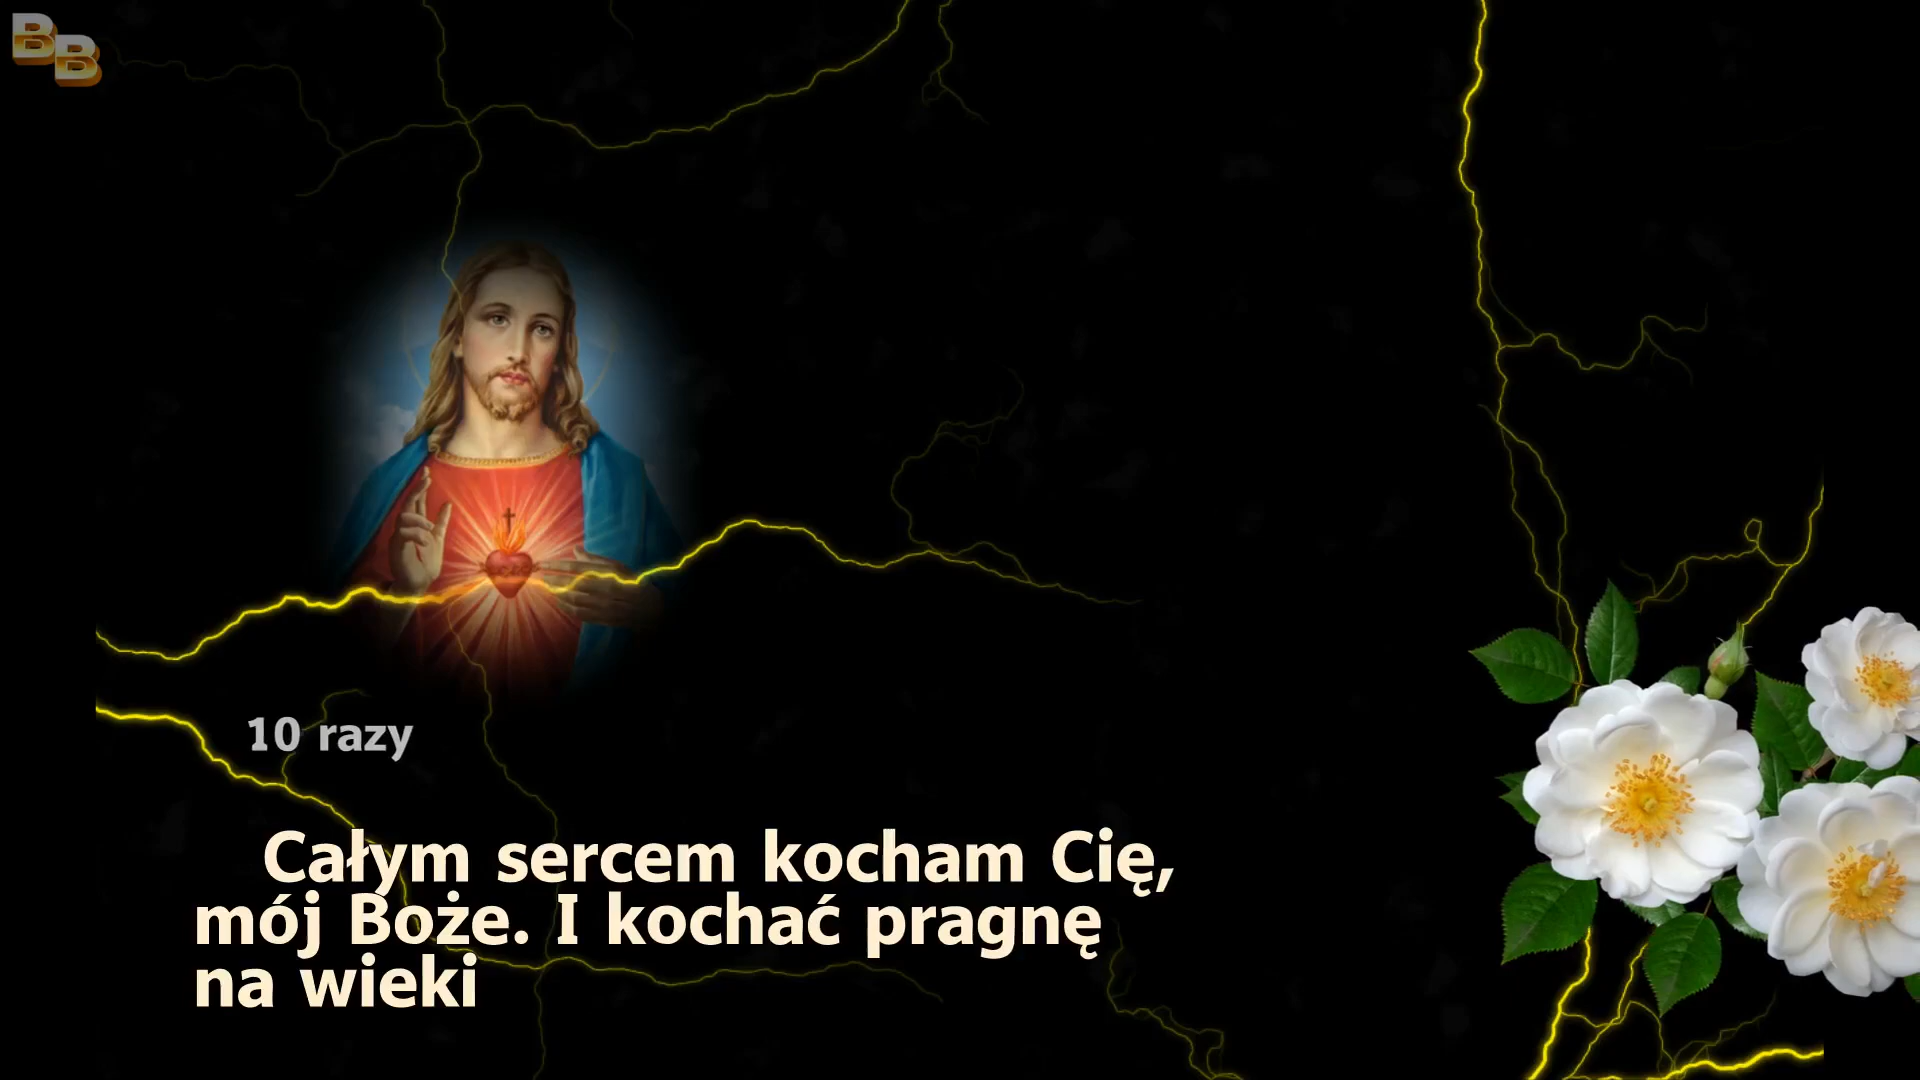 BB
10 razy
Całym sercem kocham Cię,
mój Boże. I kochać pragnę
na wieki